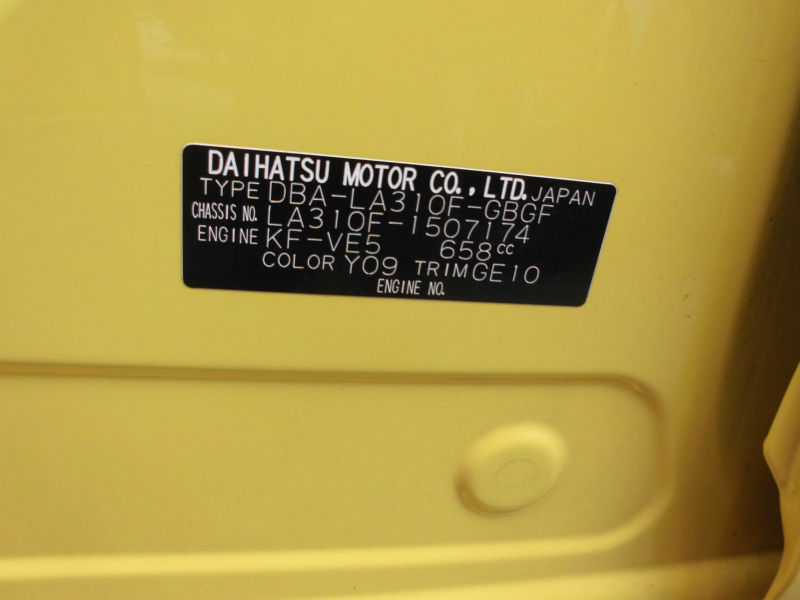 DAIHATSU MOTOR CO., LTD. JAPAN
TYPE DBA-LA310F-GBGF
CHASSIS NO. LA310F-1507174
ENGINE KF-VE5 658cc
COLOR Y09 TRIM GE10
ENGINE NO.